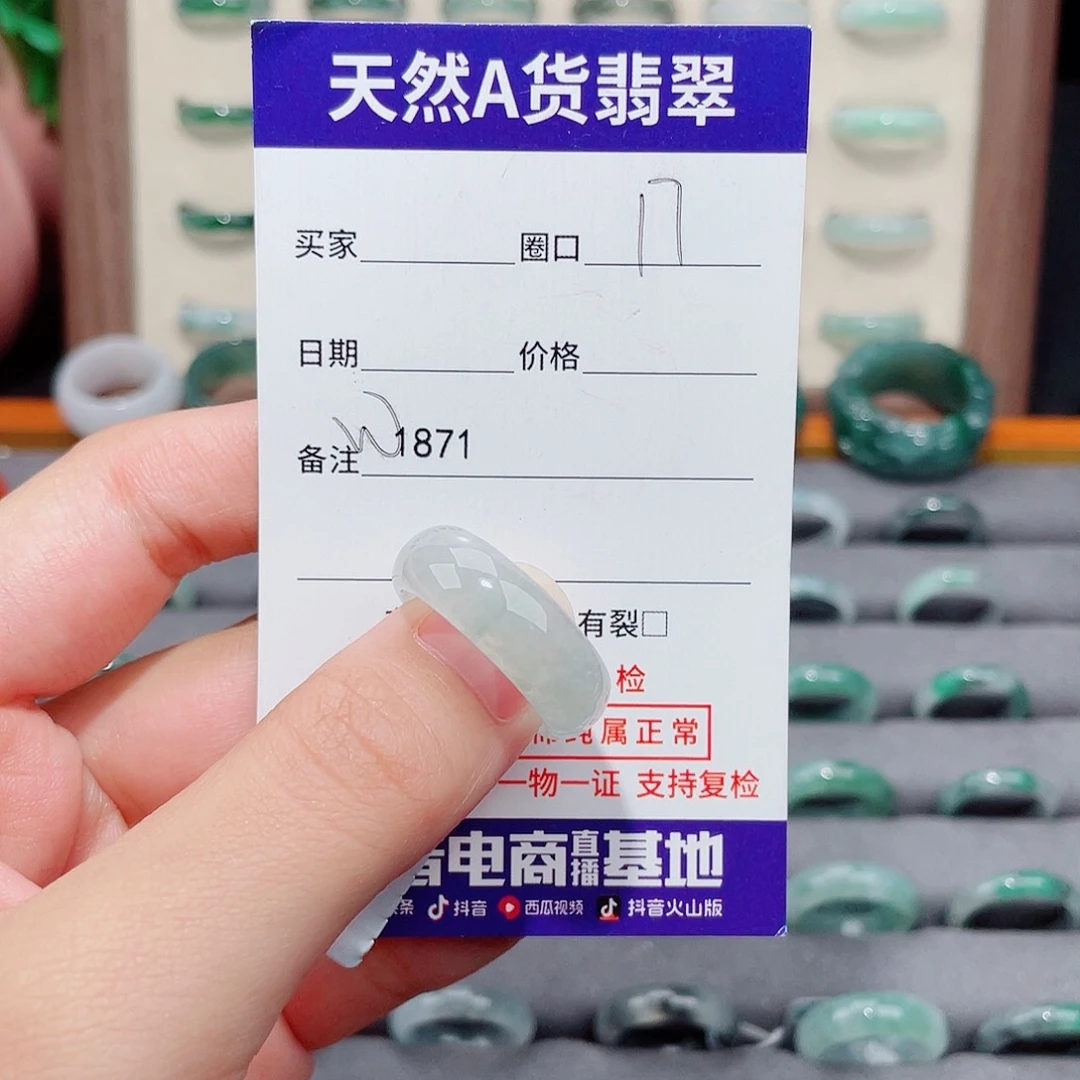 天然A货翡翠
买家 圈口 17
日期 价格
备注 W1871
有裂□
检
属正常
一物一证 支持复检
电商直播基地
抖音 西瓜视频 抖音火山版